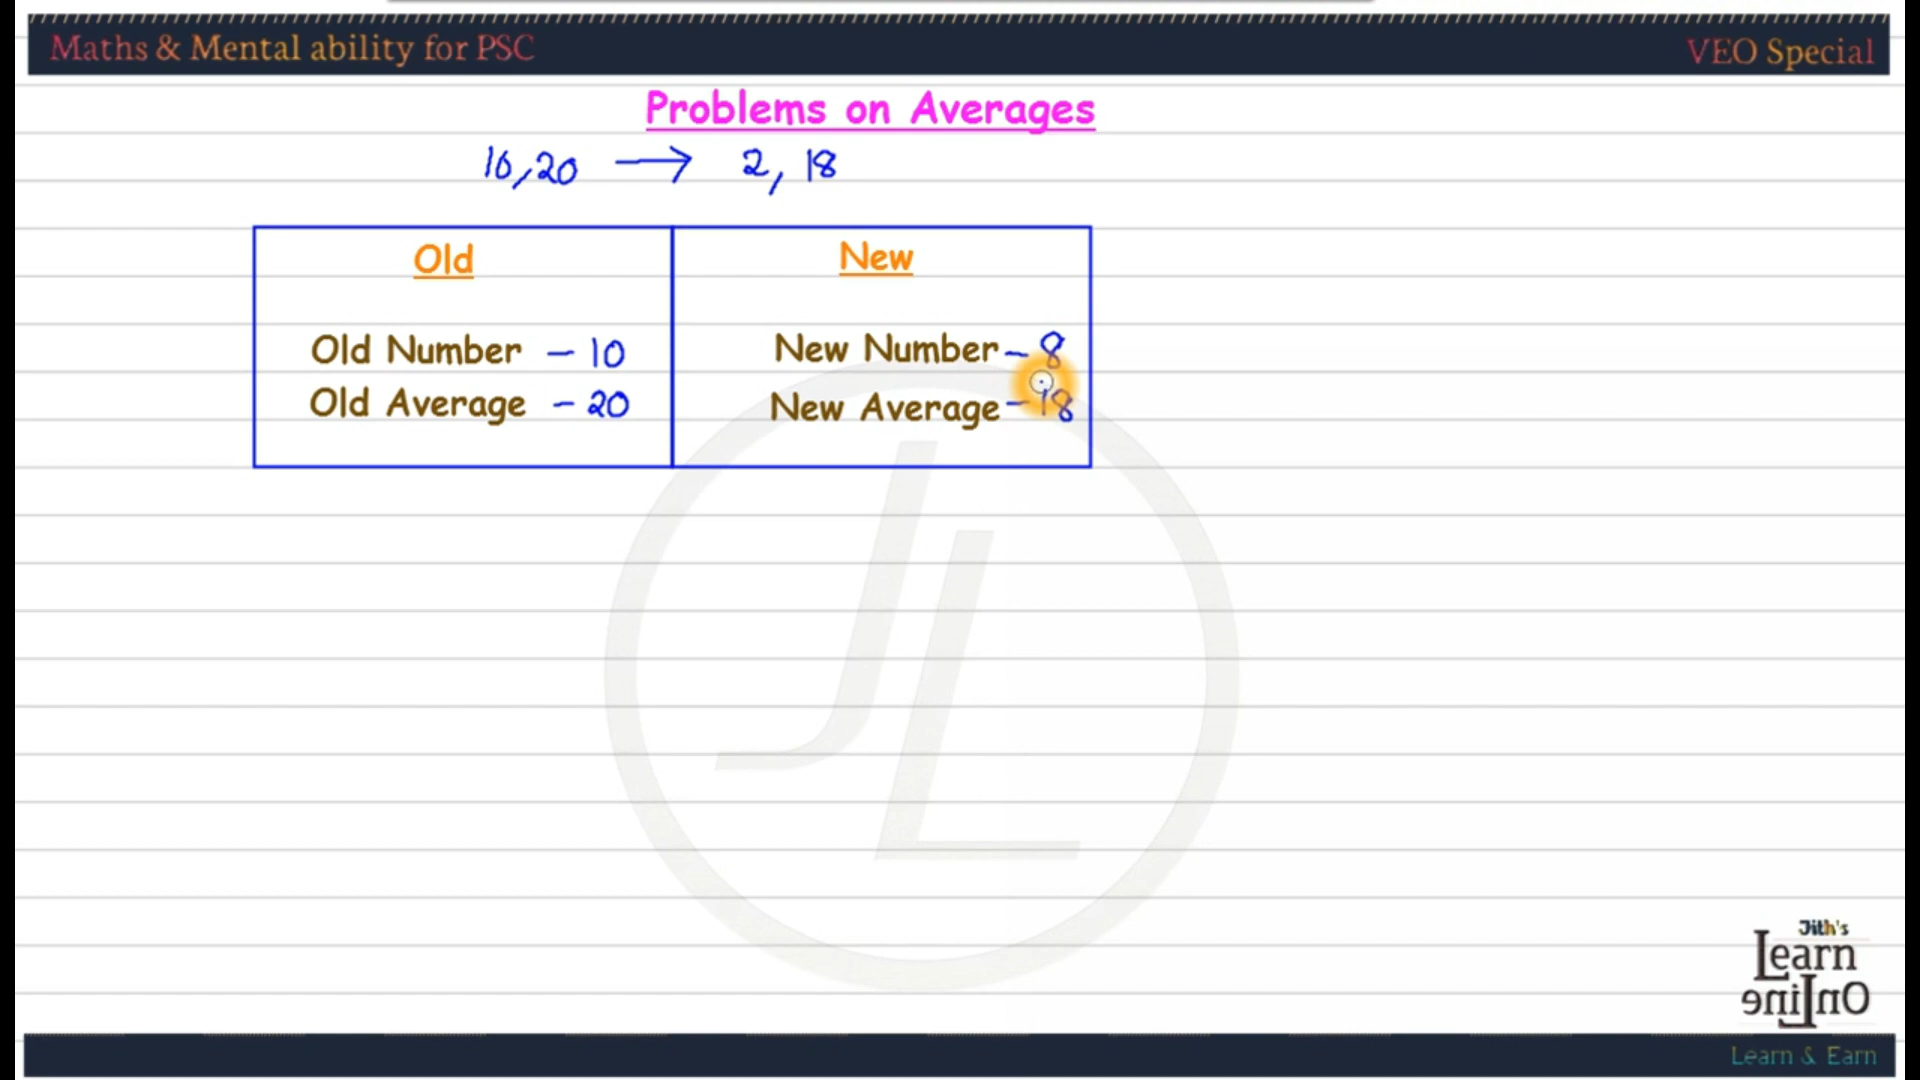 Maths & Mental ability for PSC
VEO Special
Problems on Averages
10,20 → 2, 18
Old
New
Old Number – 10
New Number – 8
Old Average – 20
New Average – 18
JL
Jith's
Learn
OnLine
Learn & Earn